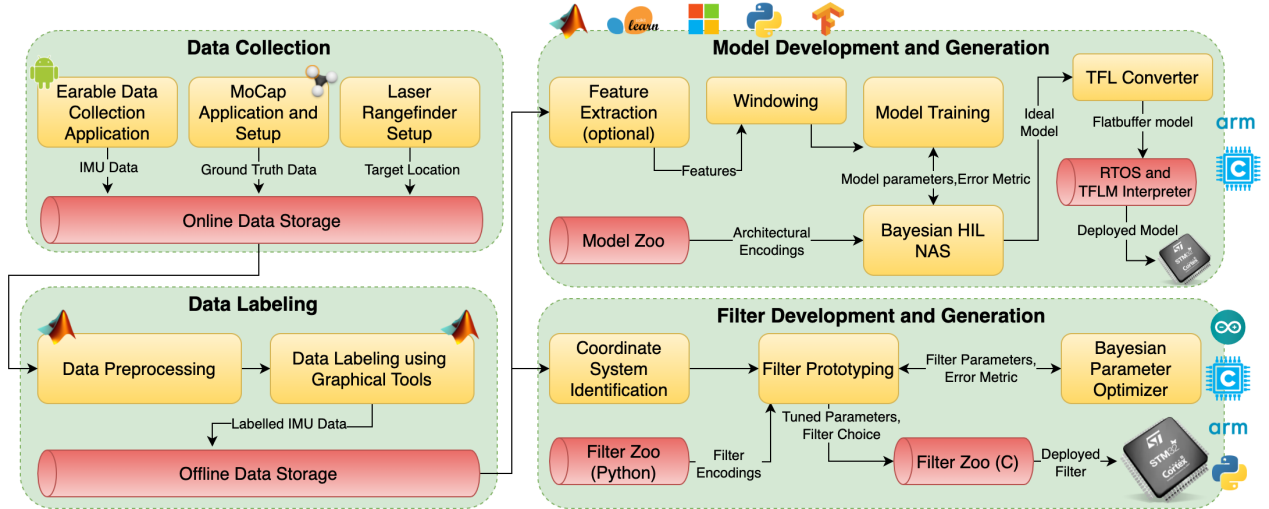 Data Collection
Earable Data
Collection
Application
MoCap
Application and
Setup
Laser
Rangefinder
Setup
IMU Data
Ground Truth Data
Target Location
Online Data Storage
Data Labeling
Data Preprocessing
Data Labeling using
Graphical Tools
Labelled IMU Data
Offline Data Storage
learn
Model Development and Generation
Feature
Extraction
(optional)
Windowing
Model Training
Features
Model parameters,Error Metric
Model Zoo
Architectural
Encodings
Bayesian HIL
NAS
Ideal
Model
TFL Converter
Flatbuffer model
RTOS and
TFLM Interpreter
Deployed Model
STM32
Cortex
arm
C
Filter Development and Generation
Coordinate
System
Identification
Filter Prototyping
Filter Parameters,
Error Metric
Bayesian
Parameter
Optimizer
Tuned Parameters,
Filter Choice
Filter Zoo
(Python)
Filter
Encodings
Filter Zoo (C)
Deployed
Filter
STM32
Cortex
C
arm